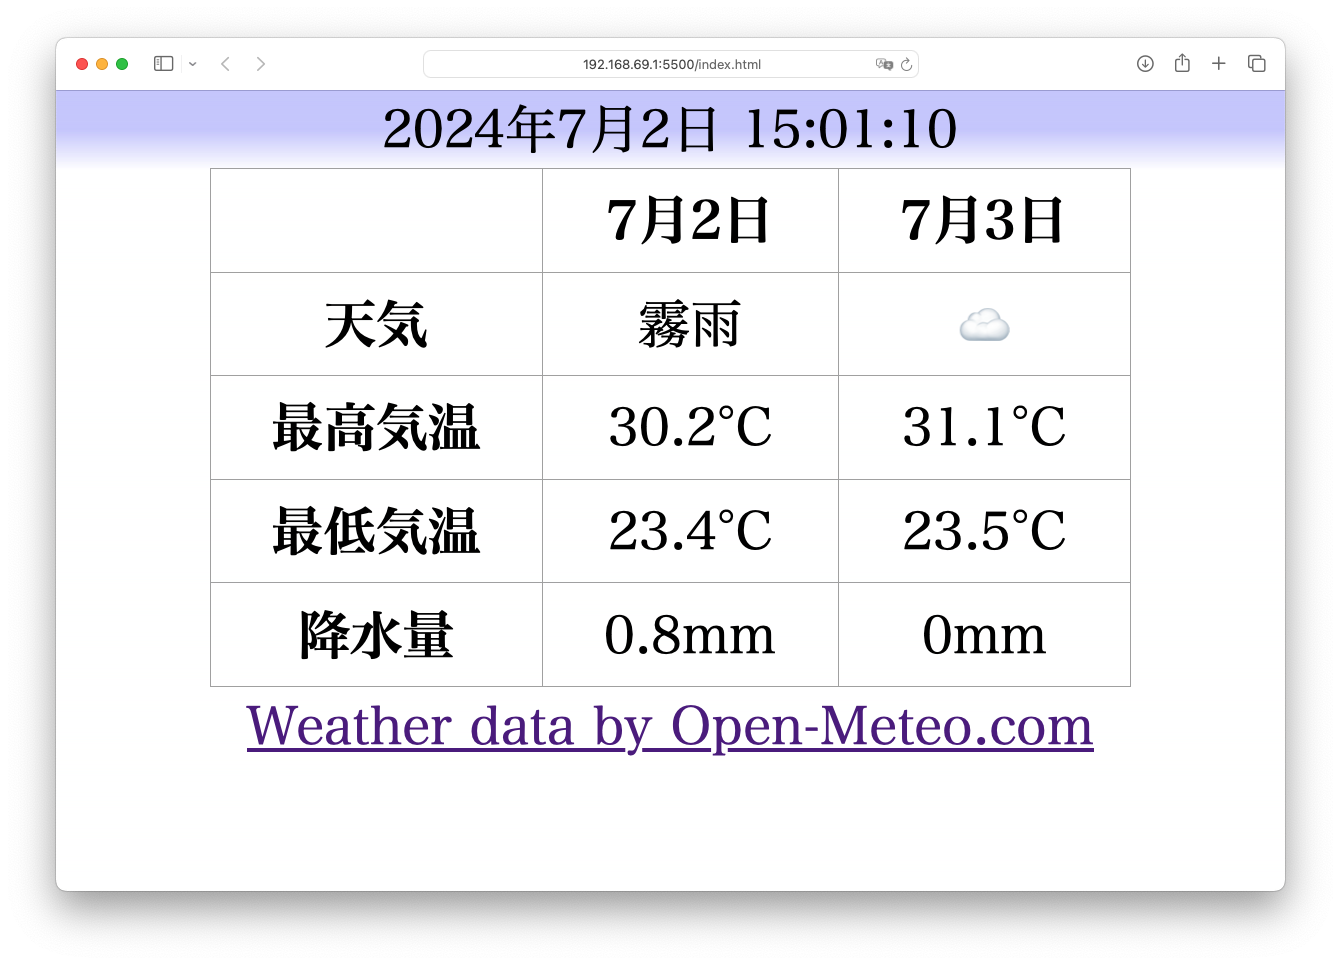 192.168.69.1:5500/index.html
2024年7月2日 15:01:10
7月2日 7月3日
天気 霧雨 ☁️
最高気温 30.2℃ 31.1℃
最低気温 23.4℃ 23.5℃
降水量 0.8mm 0mm
Weather data by Open-Meteo.com